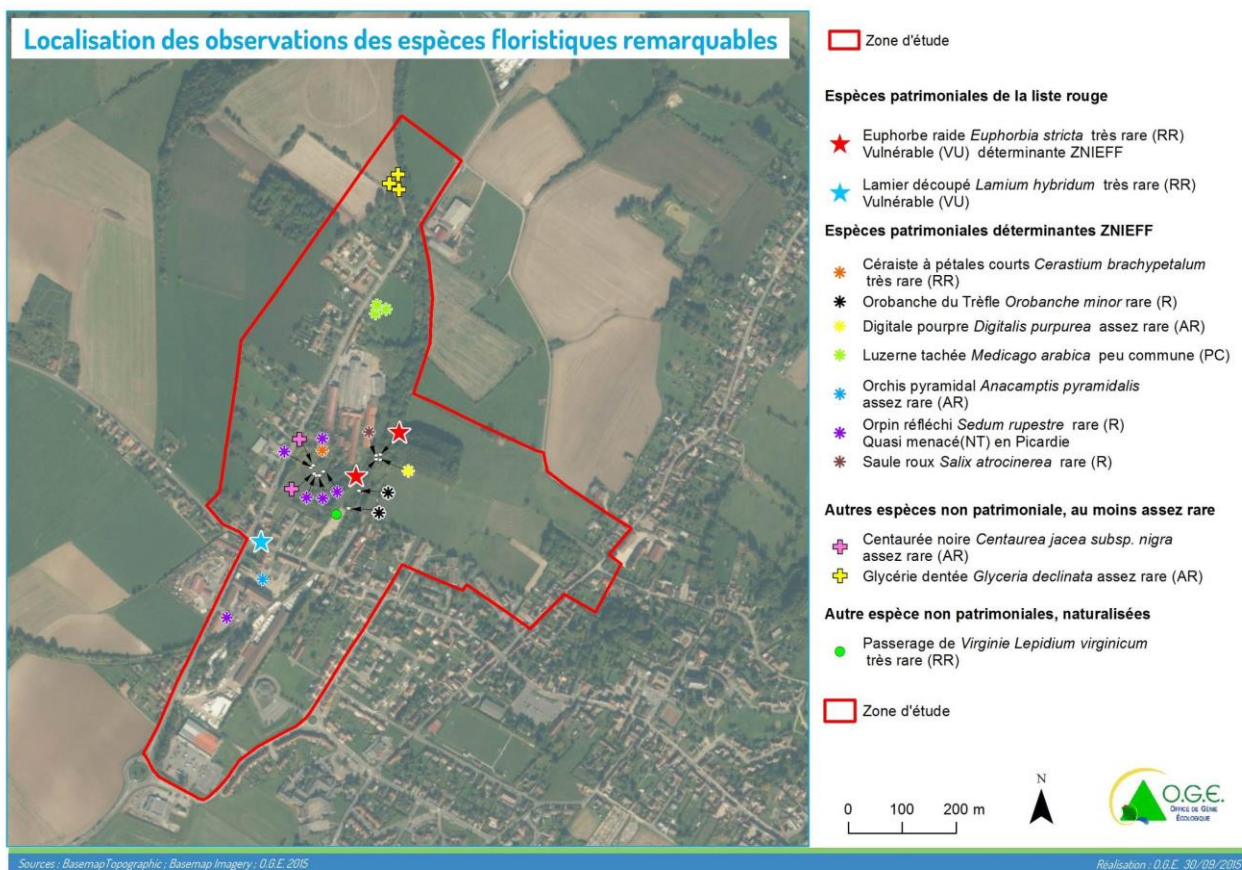 Localisation des observations des espèces floristiques remarquables
Zone d'étude
Espèces patrimoniales de la liste rouge
Euphorbe raide Euphorbia stricta très rare (RR)
Vulnérable (VU) déterminante ZNIEFF
Lamier découpé Lamium hybridum très rare (RR)
Vulnérable (VU)
Espèces patrimoniales déterminantes ZNIEFF
Céraiste à pétales courts Cerastium brachypetalum
très rare (RR)
Orobanche du Trèfle Orobanche minor rare (R)
Digitale pourpre Digitalis purpurea assez rare (AR)
Luzerne tachée Medicago arabica peu commune (PC)
Orchis pyramidal Anacamptis pyramidalis
assez rare (AR)
Orpin réfléchi Sedum rupestre rare (R)
Quasi menacé(NT) en Picardie
Saule roux Salix atrocinerea rare (R)
Autres espèces non patrimoniale, au moins assez rare
Centaurée noire Centaurea jacea subsp. nigra
assez rare (AR)
Glycérie dentée Glyceria declinata assez rare (AR)
Autre espèce non patrimoniales, naturalisées
Passerage de Virginie Lepidium virginicum
très rare (RR)
Zone d'étude
N
0 100 200 m
O.G.E.
OFFICE DE GÉNIE
ÉCOLOGIQUE
Sources : BasemapTopographic ; Basemap Imagery ; O.G.E. 2015
Réalisation : O.G.E. 30/09/2015